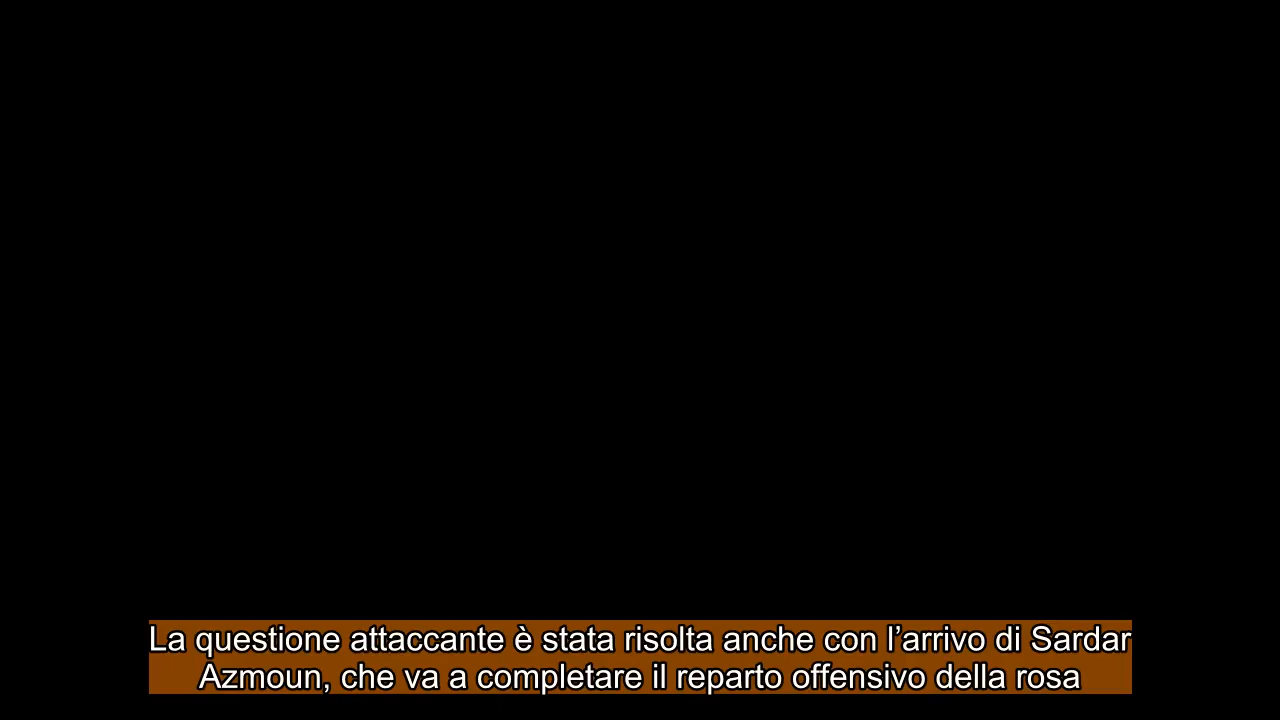 La questione attaccante è stata risolta anche con l’arrivo di Sardar
Azmoun, che va a completare il reparto offensivo della rosa